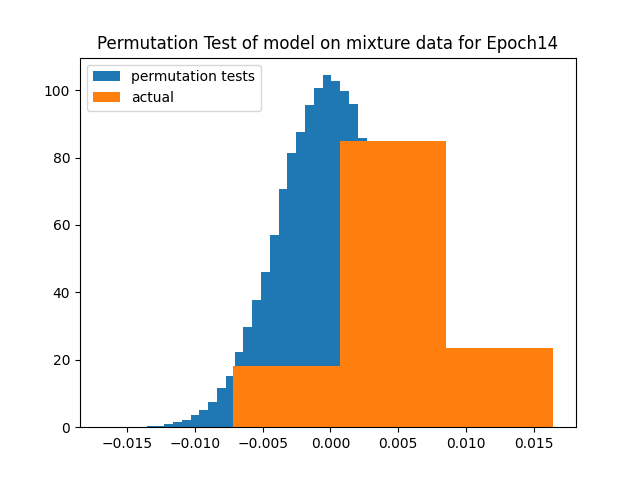 Permutation Test of model on mixture data for Epoch14
permutation tests
actual
100
80
60
40
20
0
−0.015 −0.010 −0.005 0.000 0.005 0.010 0.015